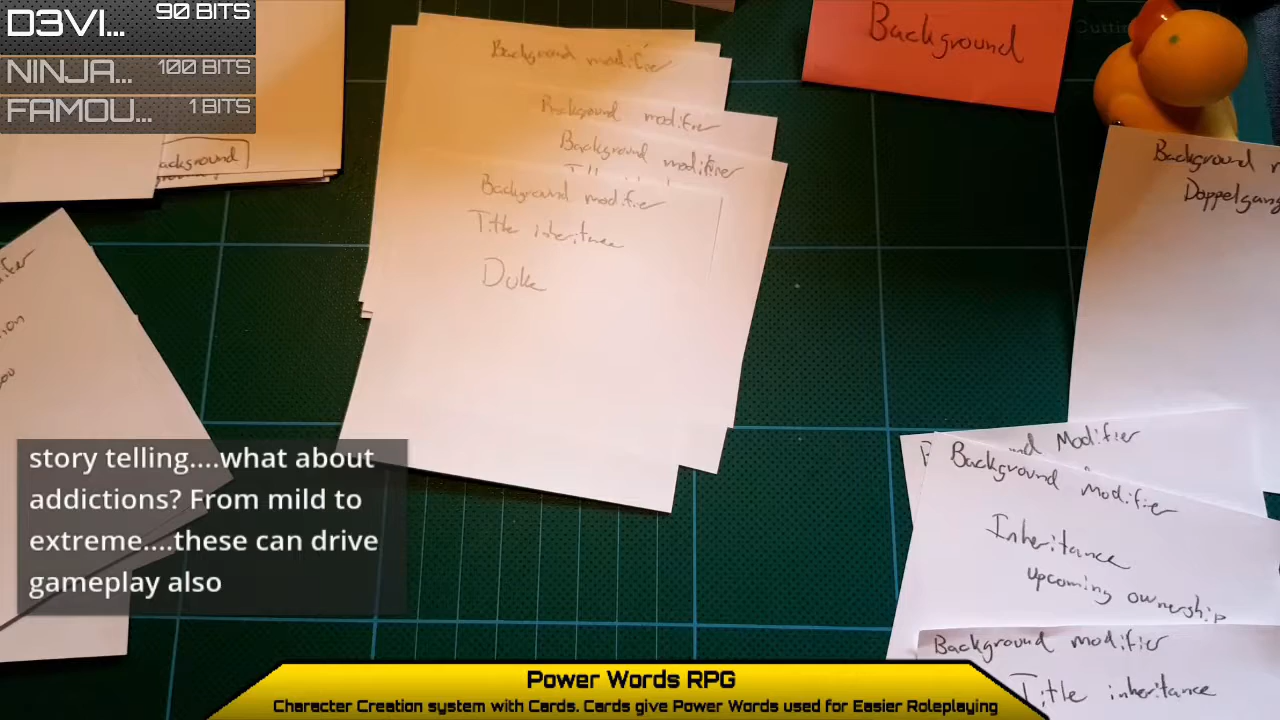 D3VI... 90 BITS
NINJA... 100 BITS
FAMOU... 1 BITS
ackground
Background modifier
Background modifier
Background modifier
Background modifier
Title inheritance
Duke
Background
Background
Doppelgang
Modifier
Background Modifier
Inheritance
upcoming ownership
Background modifier
Title inheritance
story telling....what about
addictions? From mild to
extreme....these can drive
gameplay also
Power Words RPG
Character Creation system with Cards. Cards give Power Words used for Easier Roleplaying